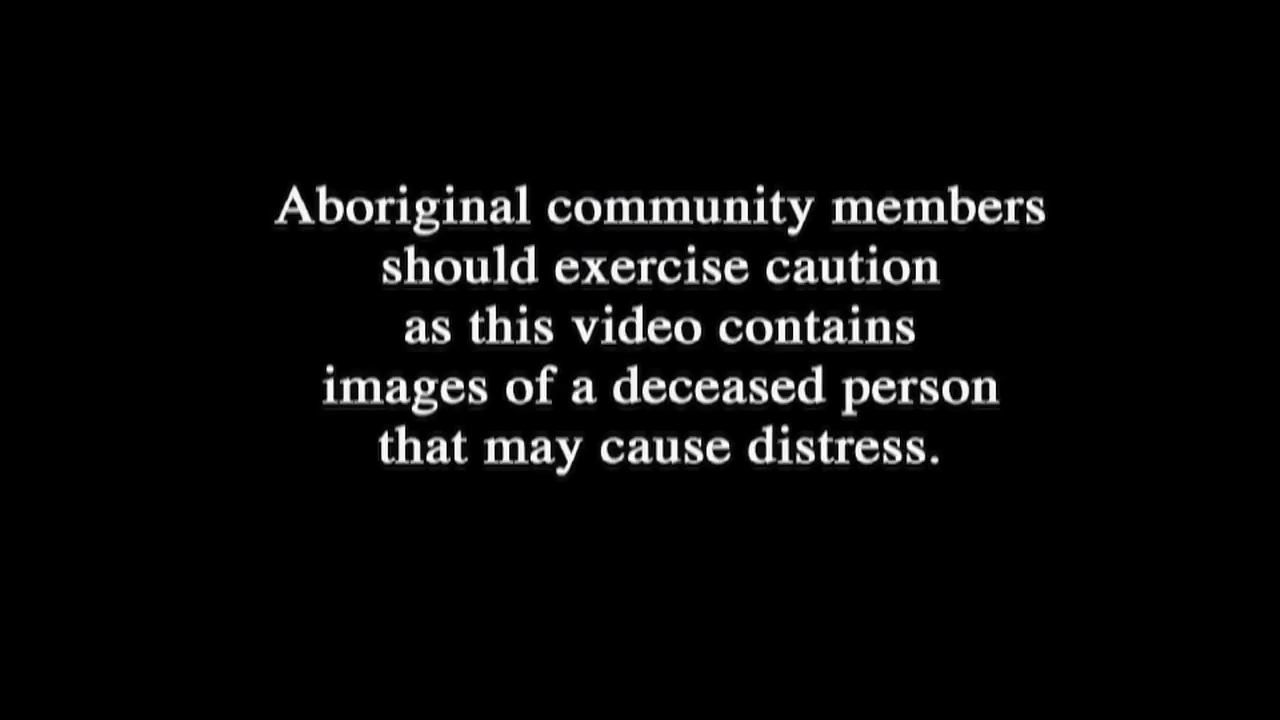 Aboriginal community members
should exercise caution
as this video contains
images of a deceased person
that may cause distress.